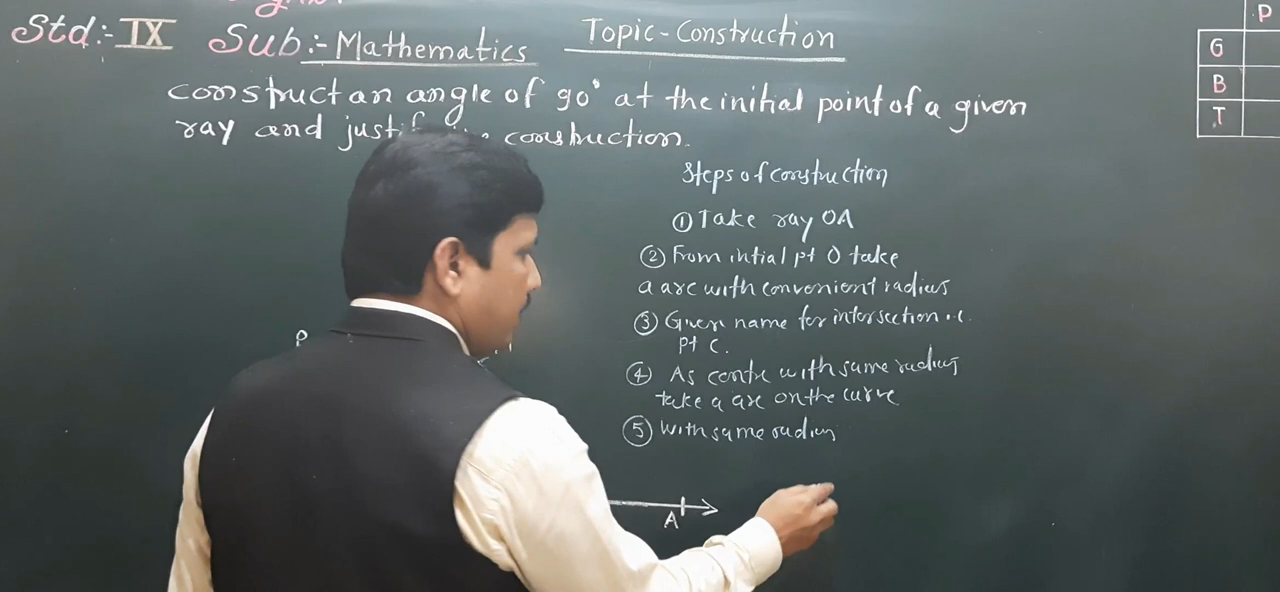 Std:- IX Sub:- Mathematics Topic-Construction
construct an angle of 90° at the initial point of a given
ray and construction.
Steps of construction
① Take ray OA
② From intial pt O take
a arc with convenient radius
③ Given name for intersection i.e.
pt C.
④ As centre with same radius
take a arc on the curve
⑤ with same radius
P
A
P
G
B
T